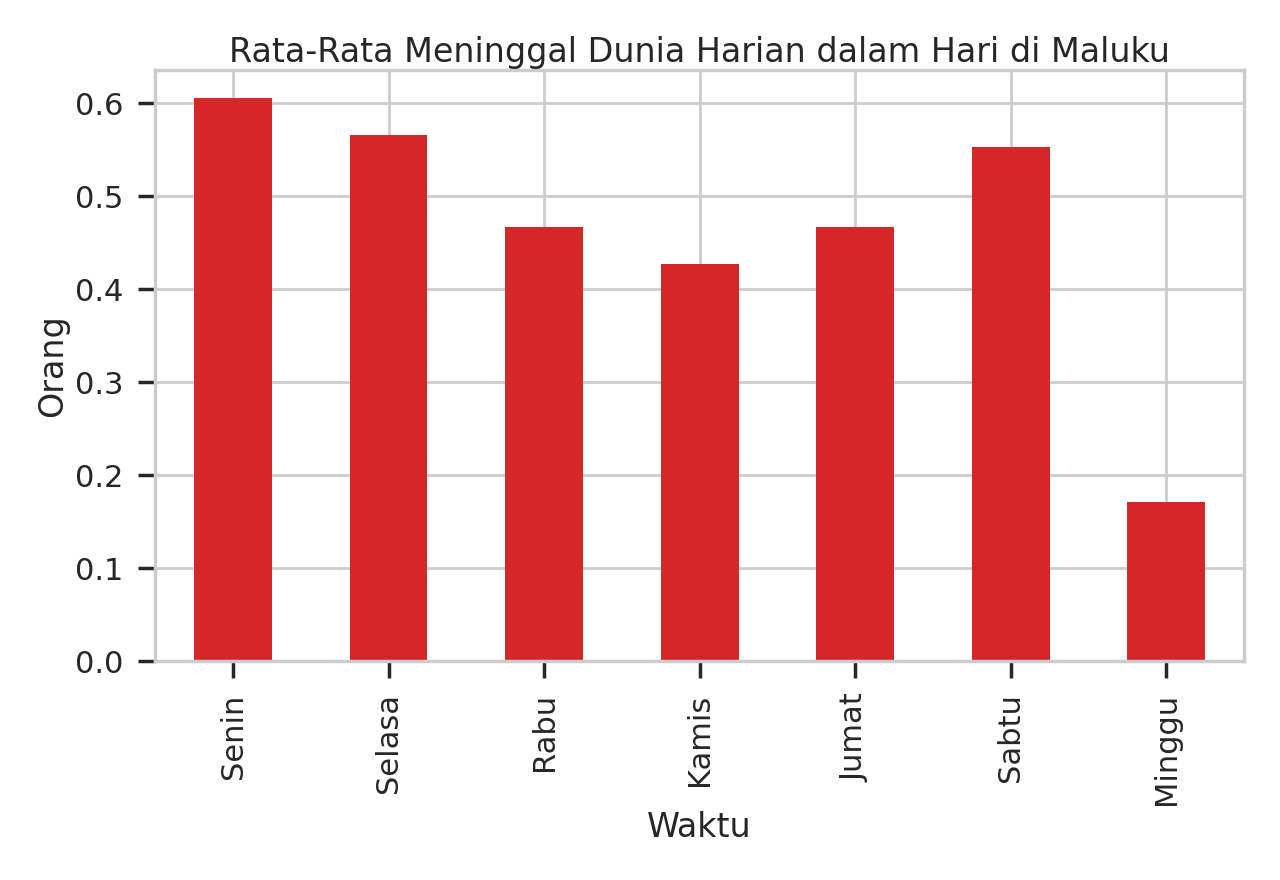 Rata-Rata Meninggal Dunia Harian dalam Hari di Maluku
0.6
0.5
0.4
0.3
0.2
0.1
0.0
Orang
Senin
Selasa
Rabu
Kamis
Jumat
Sabtu
Minggu
Waktu